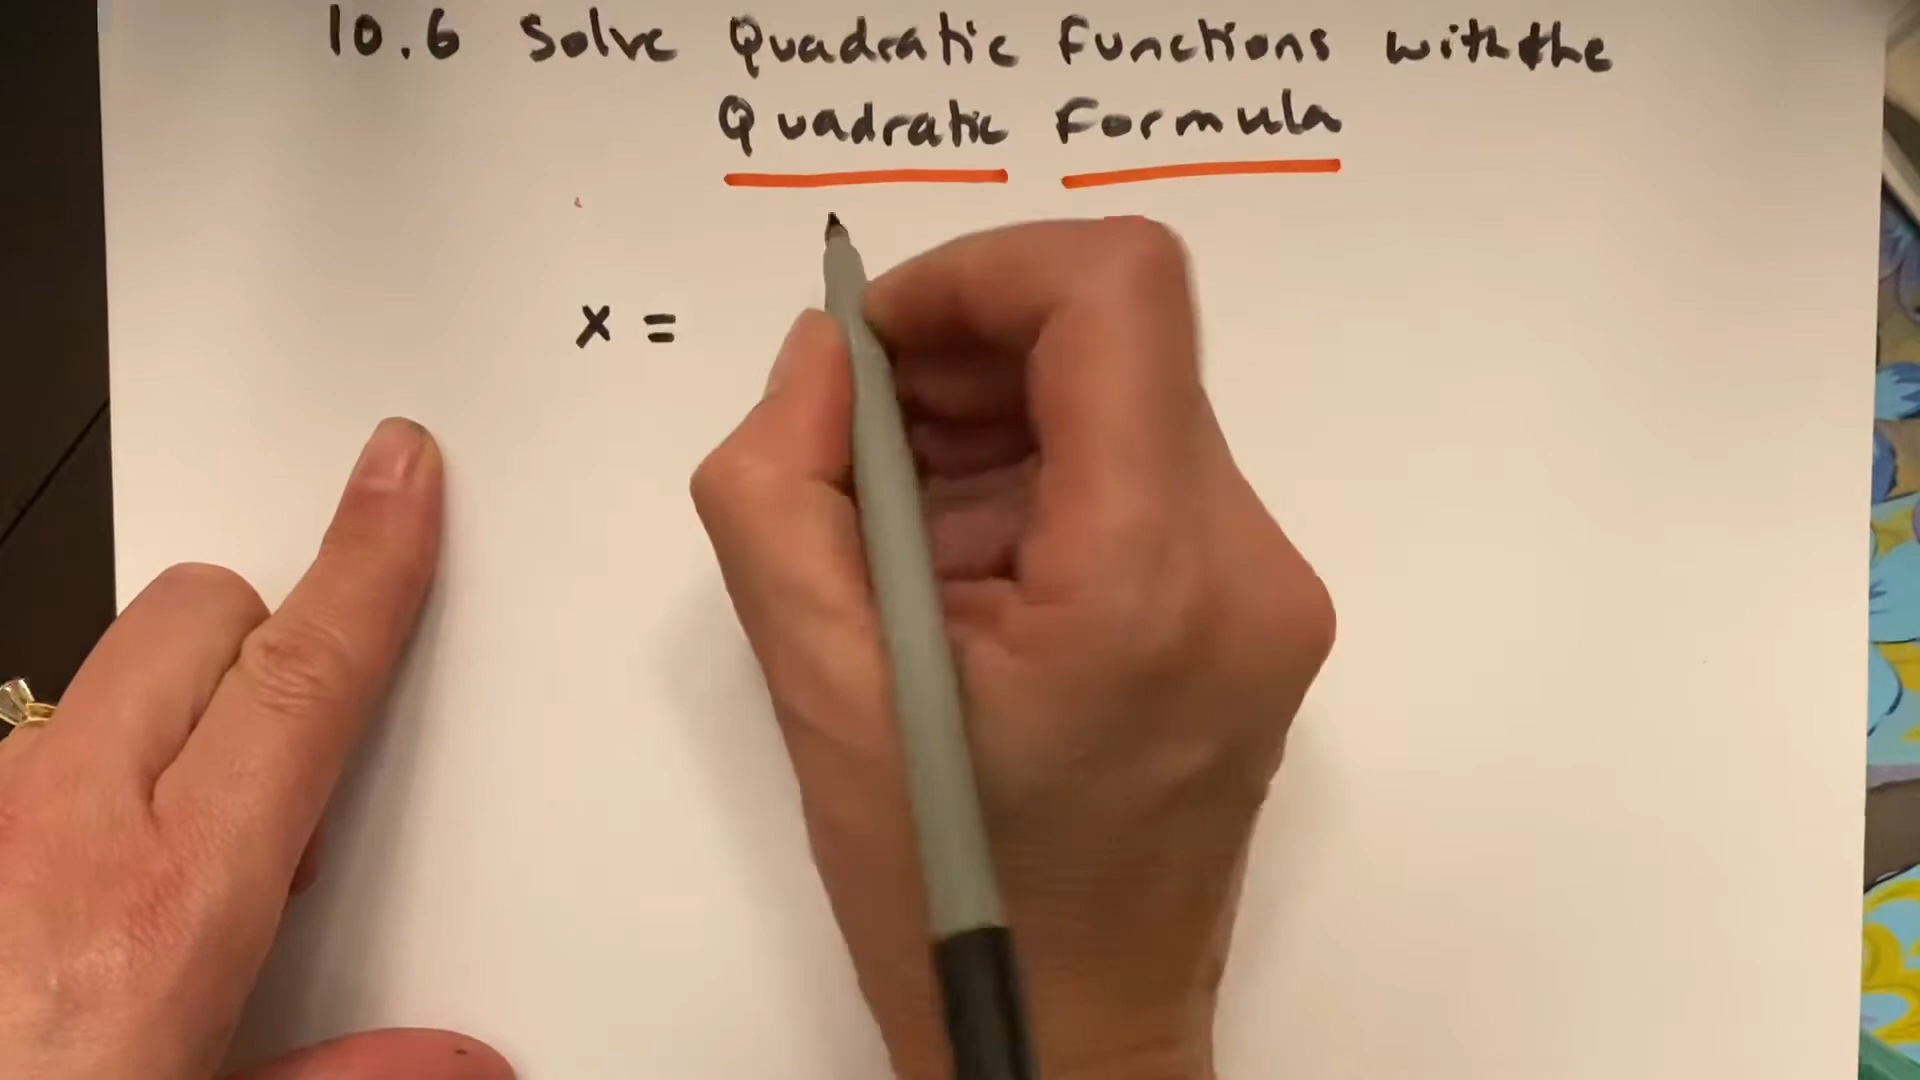 10.6 Solve Quadratic Functions with the
Quadratic Formula
x =